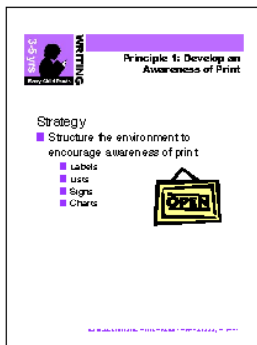 3-5 yrs
WRITING
Every Child Reads
Principle 1: Develop an
Awareness of Print
Strategy
Structure the environment to
encourage awareness of print
Labels
Lists
Signs
Charts
OPEN